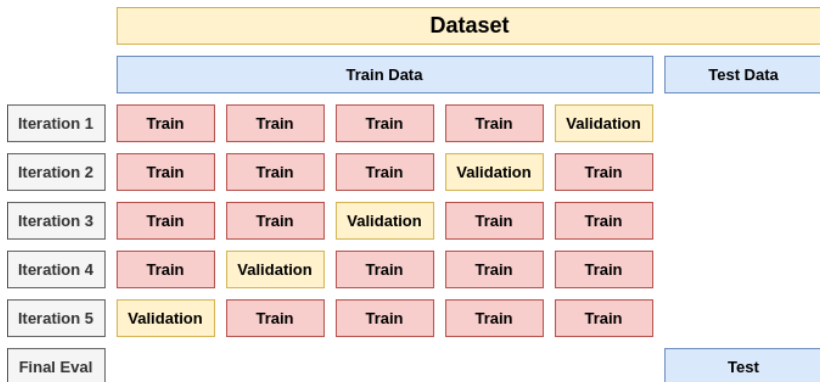 Dataset
Train Data Test Data
Iteration 1 Train Train Train Train Validation
Iteration 2 Train Train Train Validation Train
Iteration 3 Train Train Validation Train Train
Iteration 4 Train Validation Train Train Train
Iteration 5 Validation Train Train Train Train
Final Eval Test